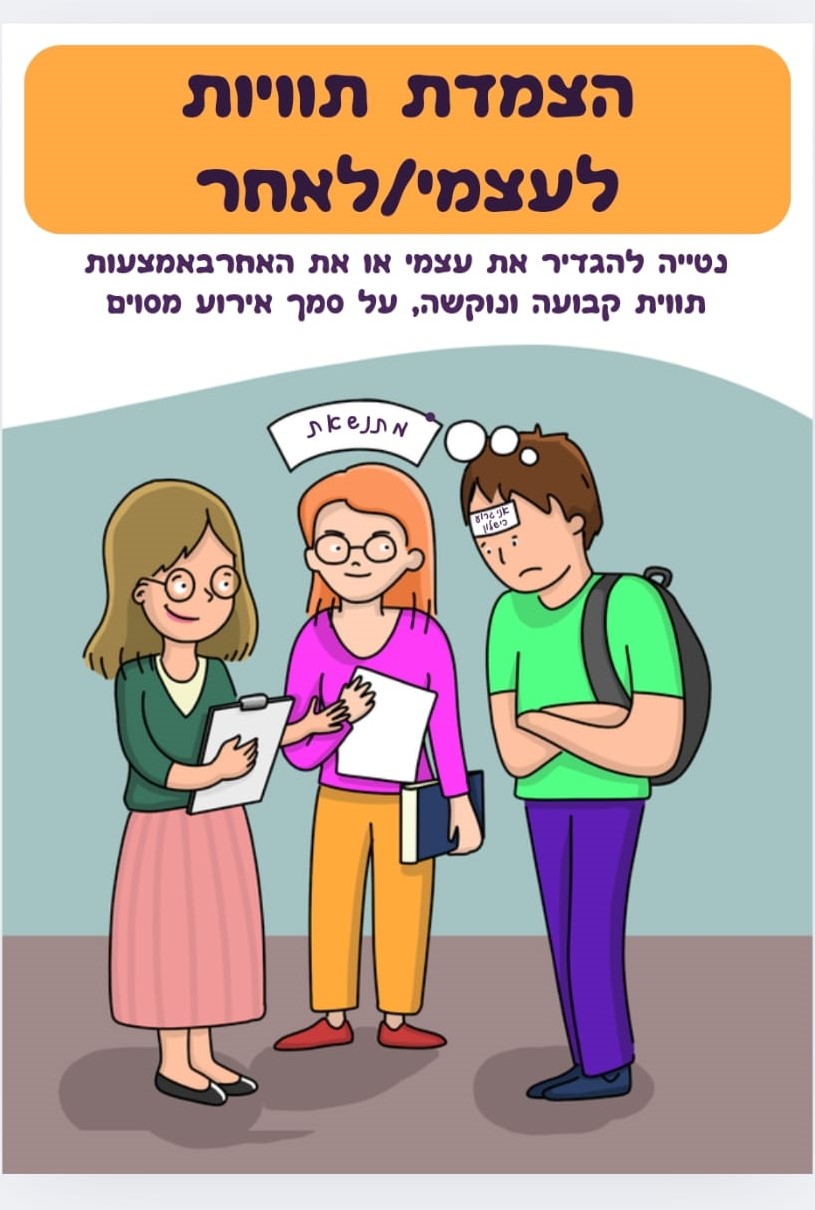 הצמדת תוויות
לעצמי/לאחר
נטייה להגדיר את עצמי או את האחרבאמצעות
תווית קבועה ונוקשה, על סמך אירוע מסוים
מתנשאת
אני גרוע
כישלון